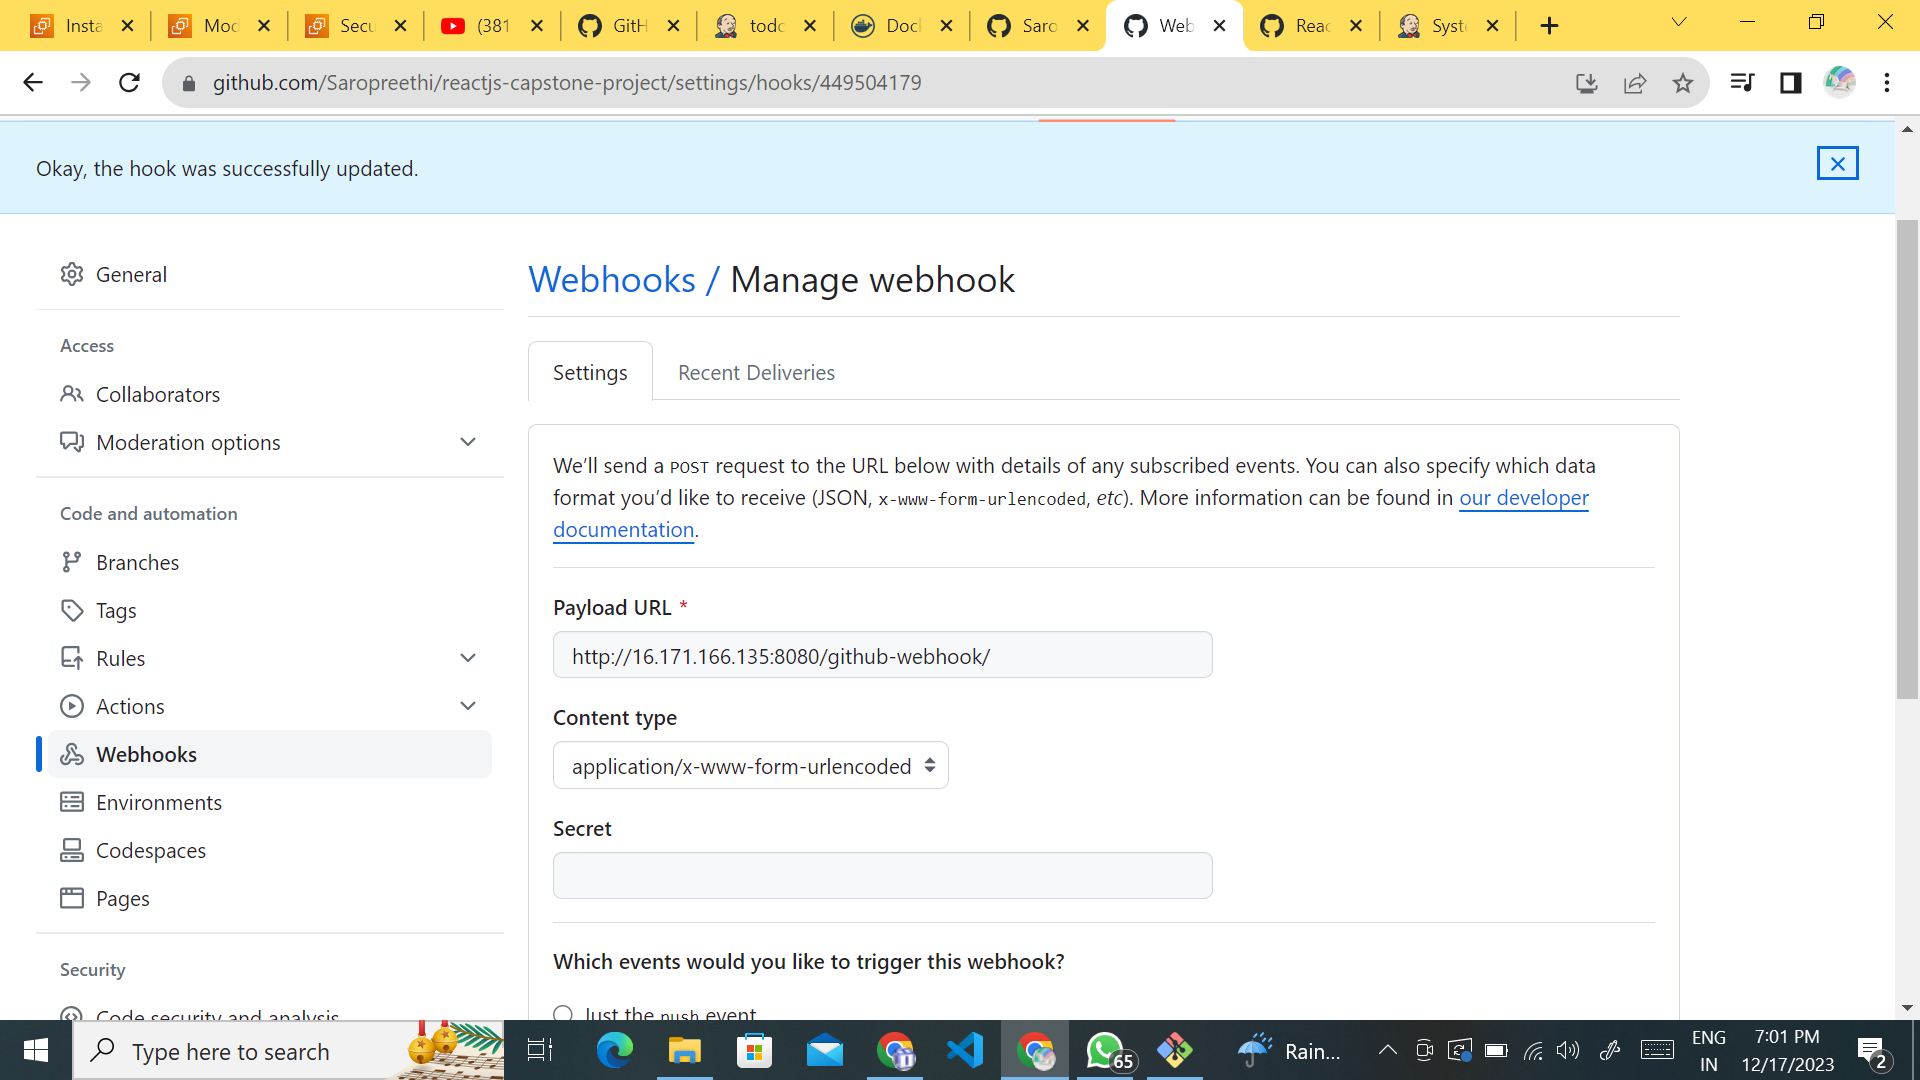 Insta
Mod
Secu
(381
GitH
todo
Doc
Saro
Web
Reac
Syst
github.com/Saropreethi/reactjs-capstone-project/settings/hooks/449504179
Okay, the hook was successfully updated.
General
Access
Collaborators
Moderation options
Code and automation
Branches
Tags
Rules
Actions
Webhooks
Environments
Codespaces
Pages
Security
Code security and analysis
Webhooks / Manage webhook
Settings
Recent Deliveries
We'll send a POST request to the URL below with details of any subscribed events. You can also specify which data
format you'd like to receive (JSON, x-www-form-urlencoded, etc). More information can be found in our developer
documentation.
Payload URL *
http://16.171.166.135:8080/github-webhook/
Content type
application/x-www-form-urlencoded
Secret
Which events would you like to trigger this webhook?
Just the push event
Type here to search
65
Rain...
ENG
IN
7:01 PM
12/17/2023
2